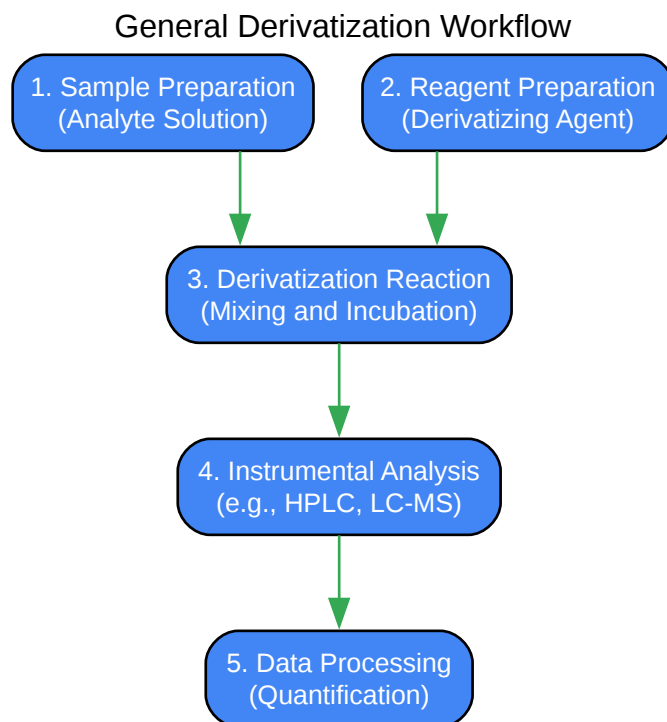 General Derivatization Workflow
1. Sample Preparation
(Analyte Solution)
2. Reagent Preparation
(Derivatizing Agent)
3. Derivatization Reaction
(Mixing and Incubation)
4. Instrumental Analysis
(e.g., HPLC, LC-MS)
5. Data Processing
(Quantification)